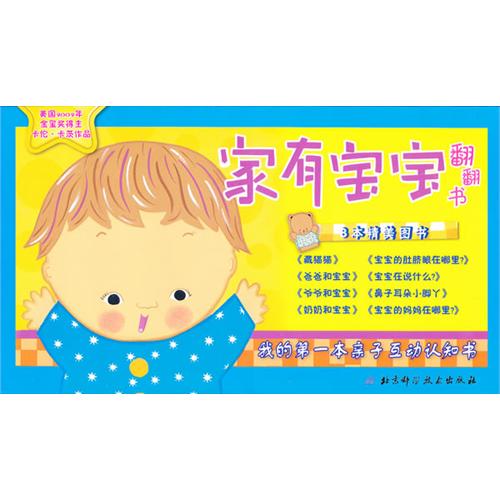 美国2009年
金宝奖得主
卡伦·卡茨作品
家有宝宝
翻翻书
8本精美图书
《藏猫猫》 《宝宝的肚脐眼在哪里?》
《爸爸和宝宝》 《宝宝在说什么?》
《爷爷和宝宝》 《鼻子耳朵小脚丫》
《奶奶和宝宝》 《宝宝的妈妈在哪里?》
我的第一本亲子互动认知书
北京科学技术出版社